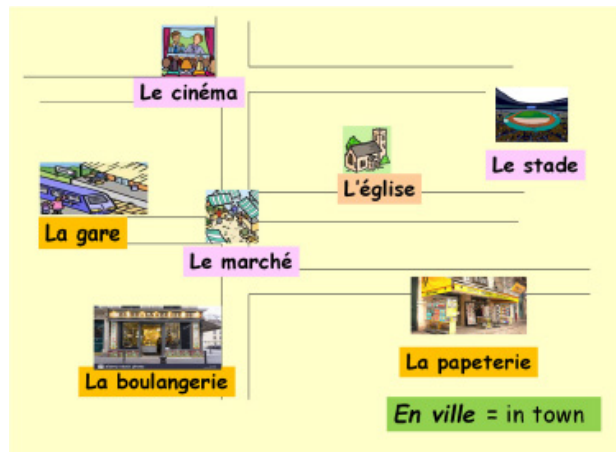 Le cinéma
Le stade
L'église
La gare
Le marché
La papeterie
La boulangerie
En ville = in town